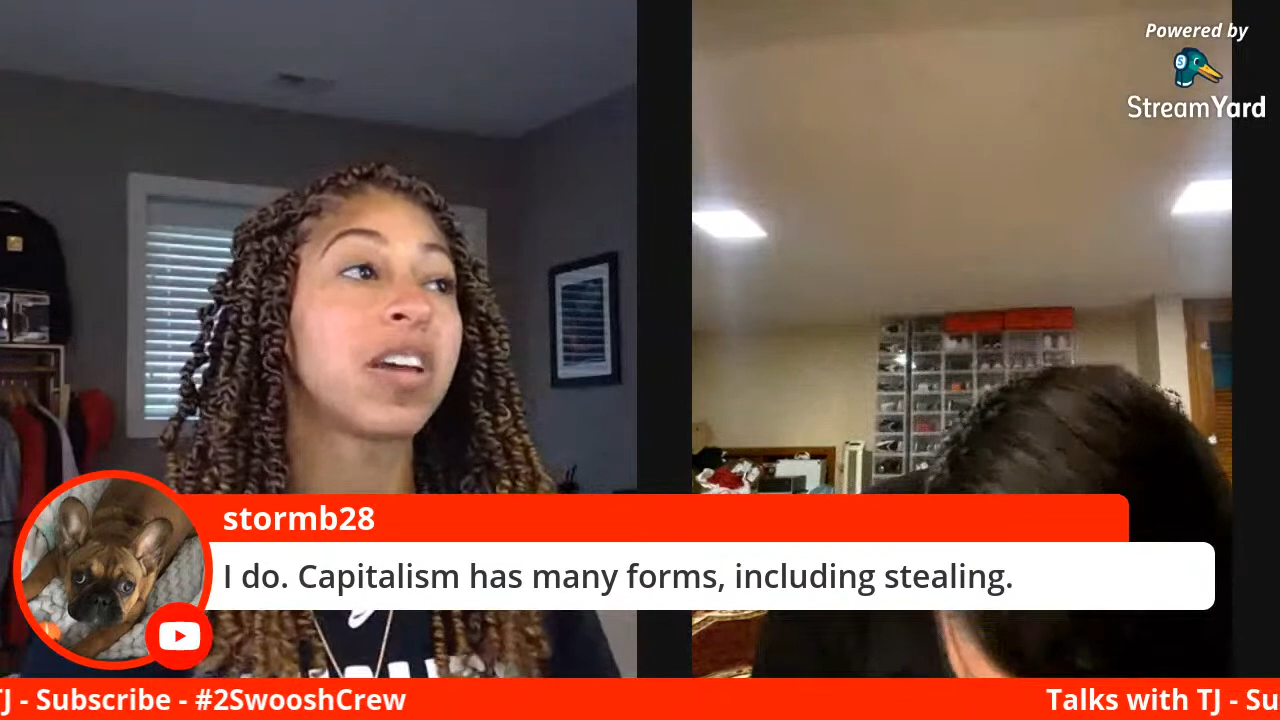 Powered by
StreamYard
stormb28
I do. Capitalism has many forms, including stealing.
TJ - Subscribe - #2SwooshCrew
Talks with TJ - Su